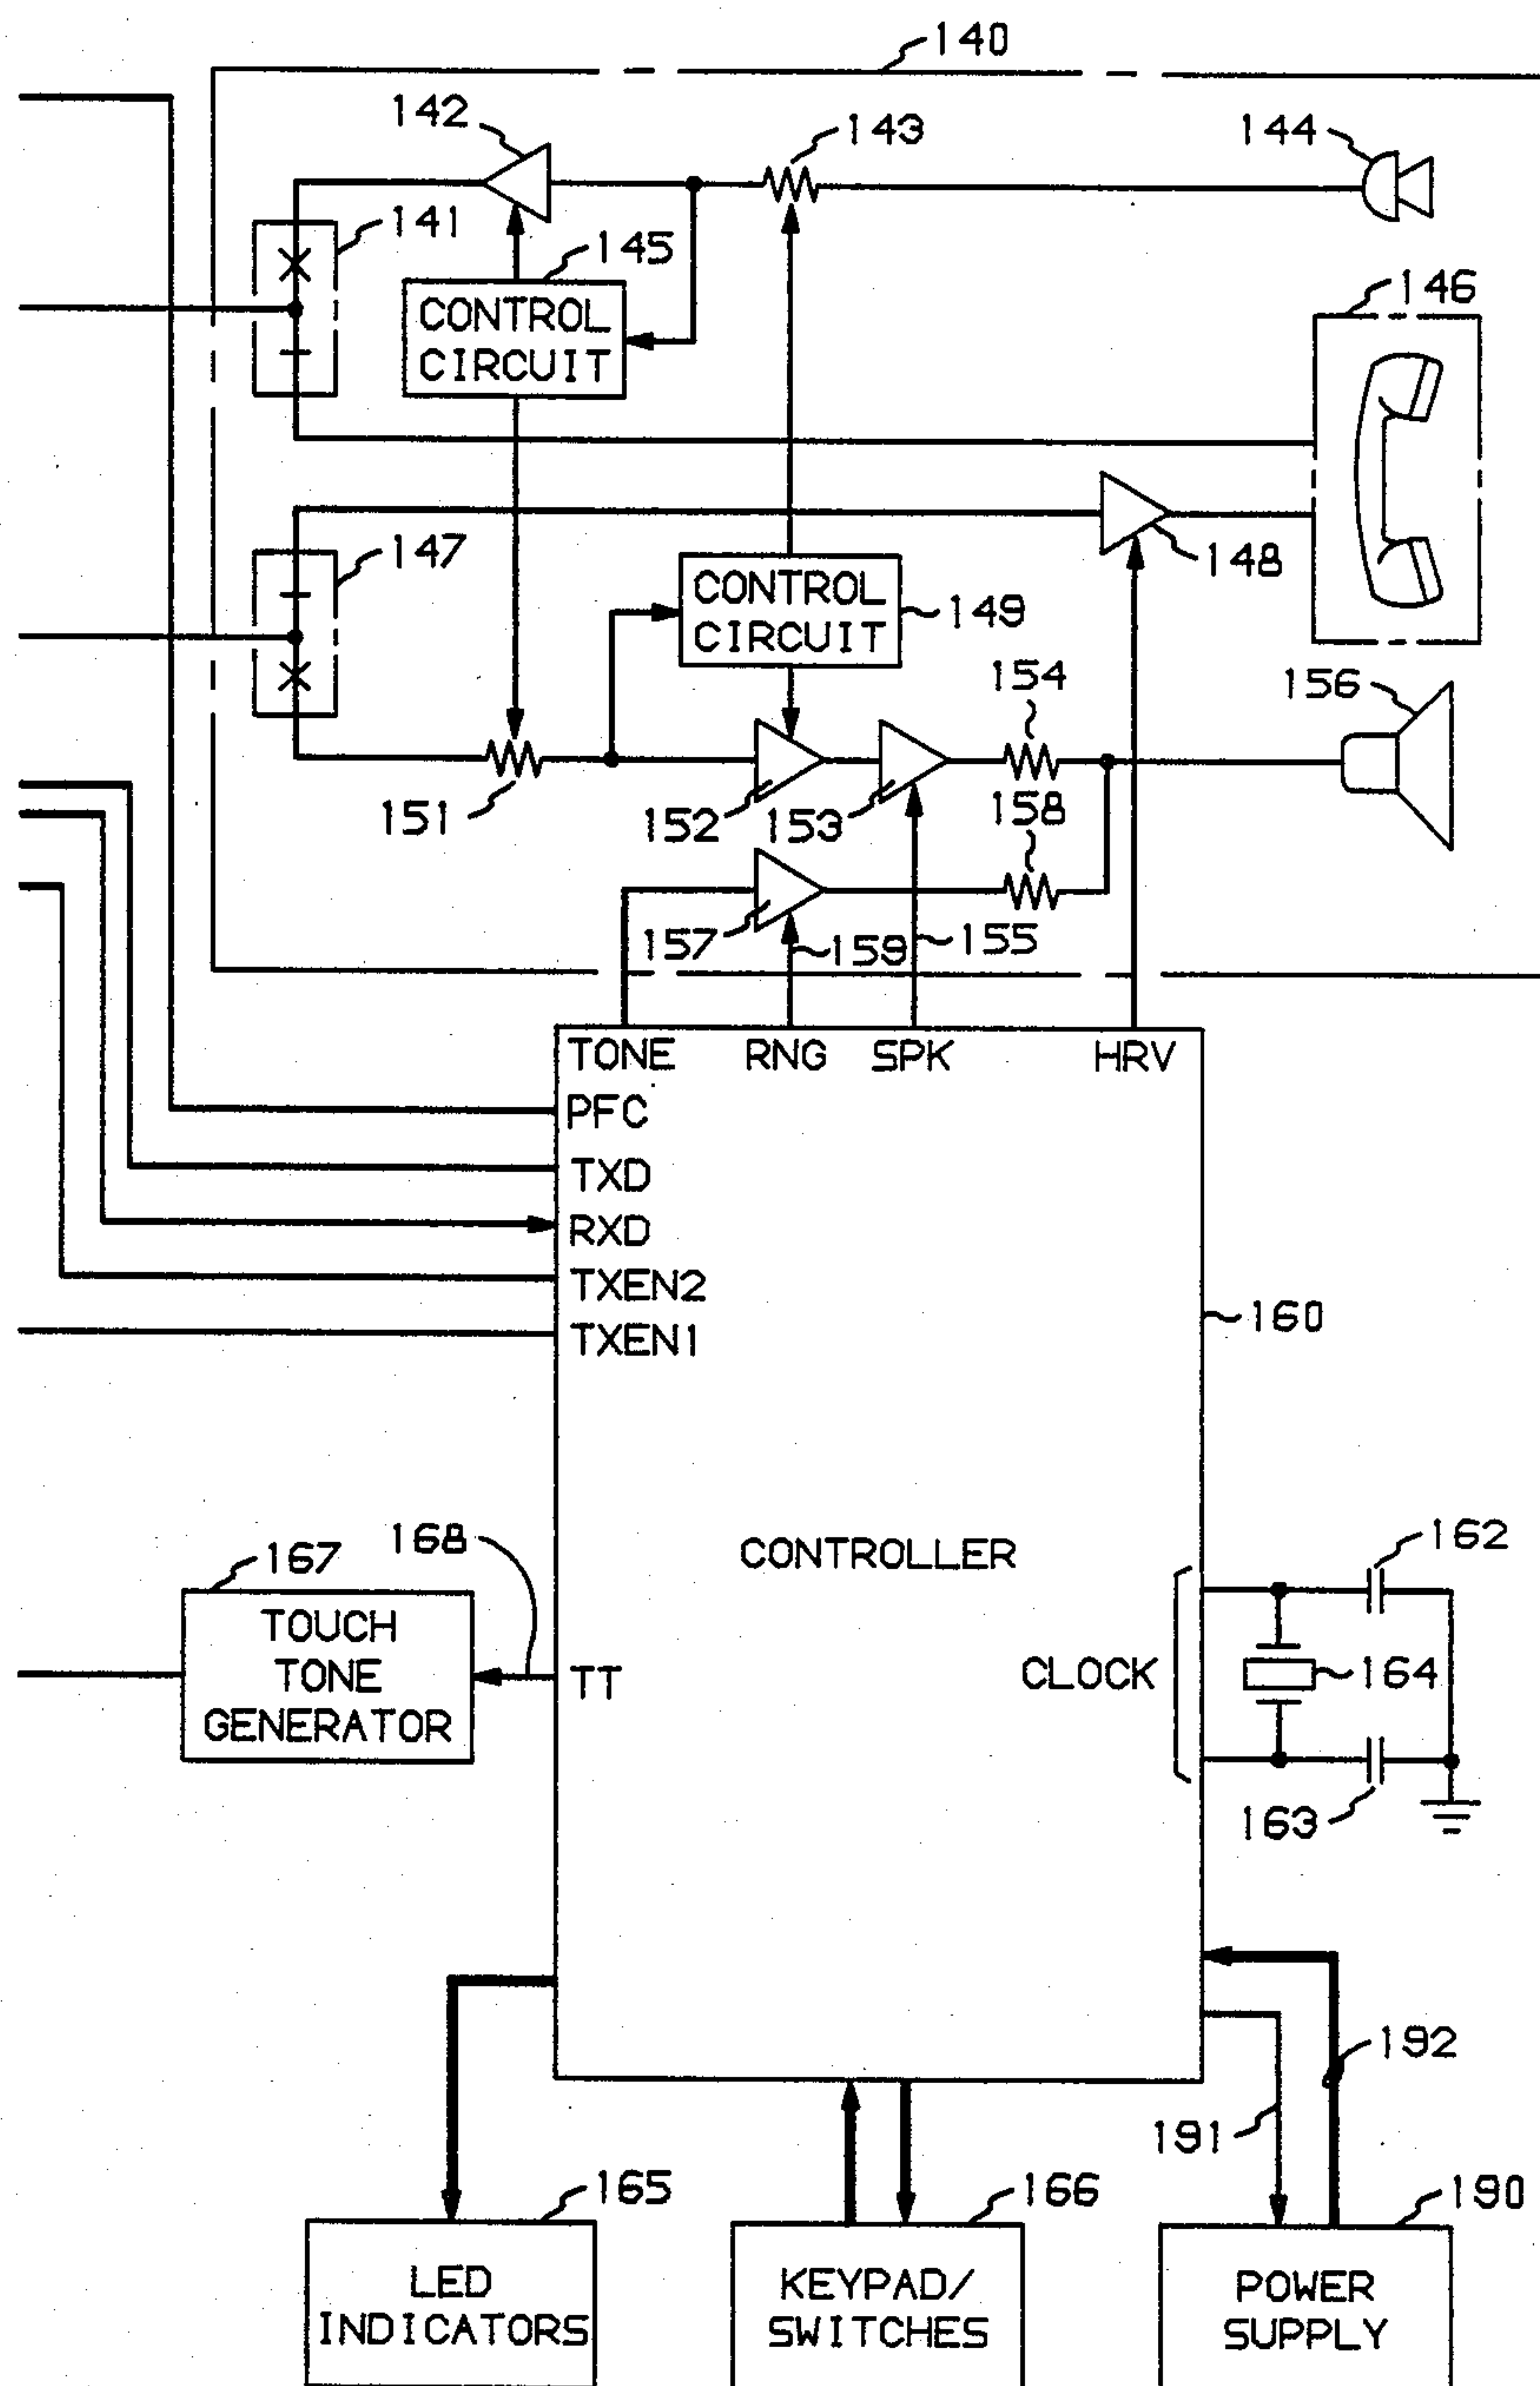 140
142
143
144
141
145
CONTROL
CIRCUIT
146
147
148
CONTROL
CIRCUIT
149
154
156
151
152
153
158
157
159
155
TONE
RNG
SPK
HRV
PFC
TXD
RXD
TXEN2
TXEN1
160
167
168
CONTROLLER
162
TOUCH
TONE
GENERATOR
TT
CLOCK
164
163
192
191
165
166
190
LED
INDICATORS
KEYPAD/
SWITCHES
POWER
SUPPLY